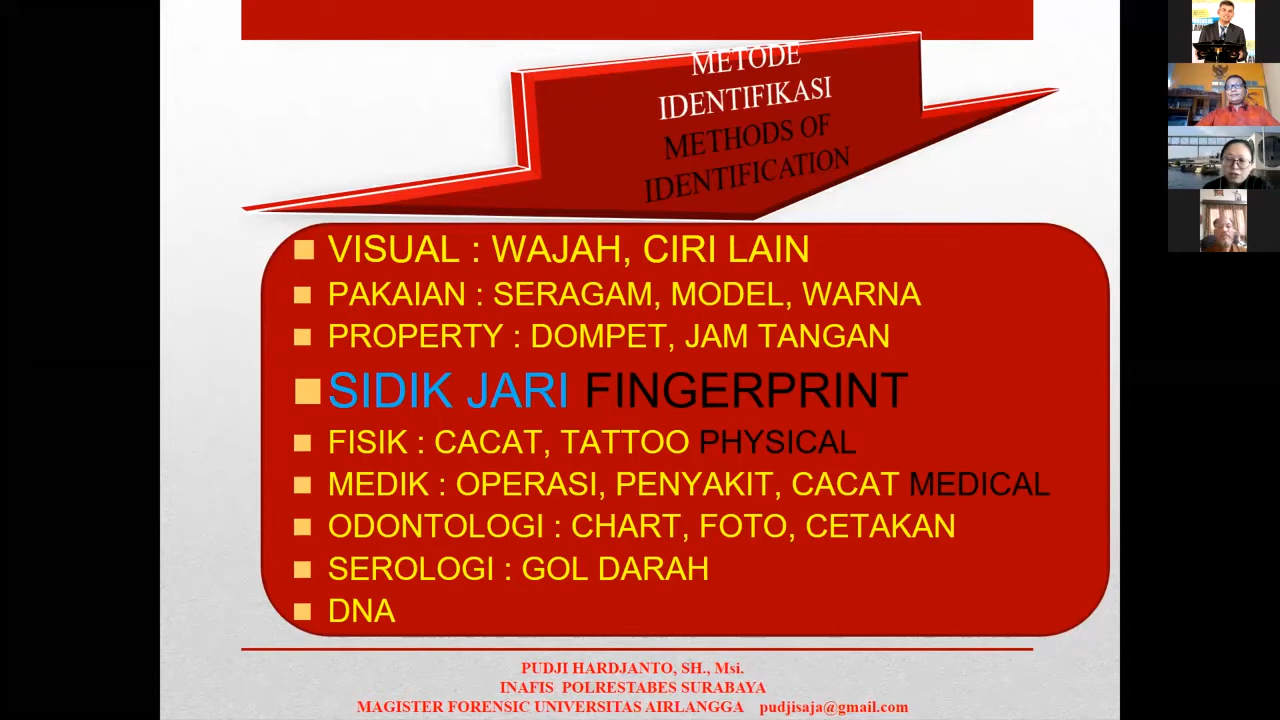 METODE
IDENTIFIKASI
METHODS OF
IDENTIFICATION
VISUAL : WAJAH, CIRI LAIN
PAKAIAN : SERAGAM, MODEL, WARNA
PROPERTY : DOMPET, JAM TANGAN
SIDIK JARI FINGERPRINT
FISIK : CACAT, TATTOO PHYSICAL
MEDIK : OPERASI, PENYAKIT, CACAT MEDICAL
ODONTOLOGI : CHART, FOTO, CETAKAN
SEROLOGI : GOL DARAH
DNA
PUDJI HARDJANTO, SH., Msi.
INAFIS POLRESTABES SURABAYA
MAGISTER FORENSIC UNIVERSITAS AIRLANGGA pudjisaja@gmail.com